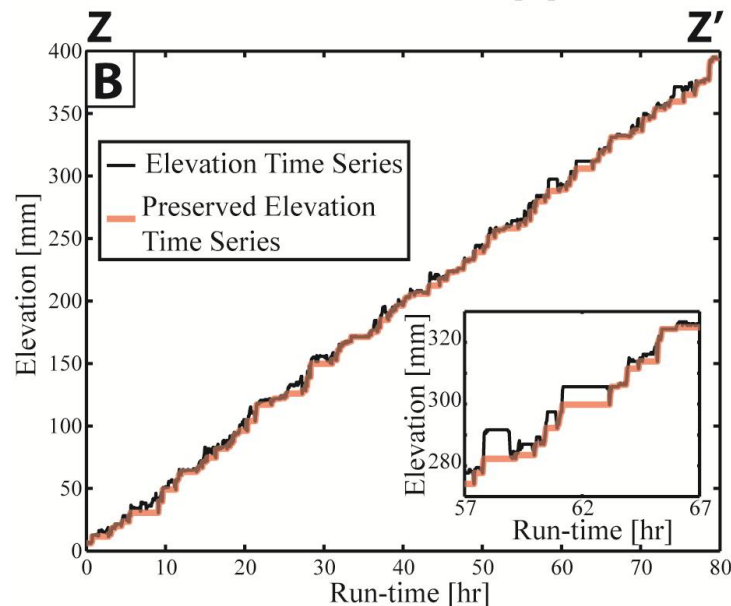 Z Z'
B
400
350
300
250
200
150
100
50
0
Elevation [mm]
Elevation Time Series
Preserved Elevation
Time Series
320
300
280
Elevation [mm]
57 62 67
Run-time [hr]
0 10 20 30 40 50 60 70 80
Run-time [hr]